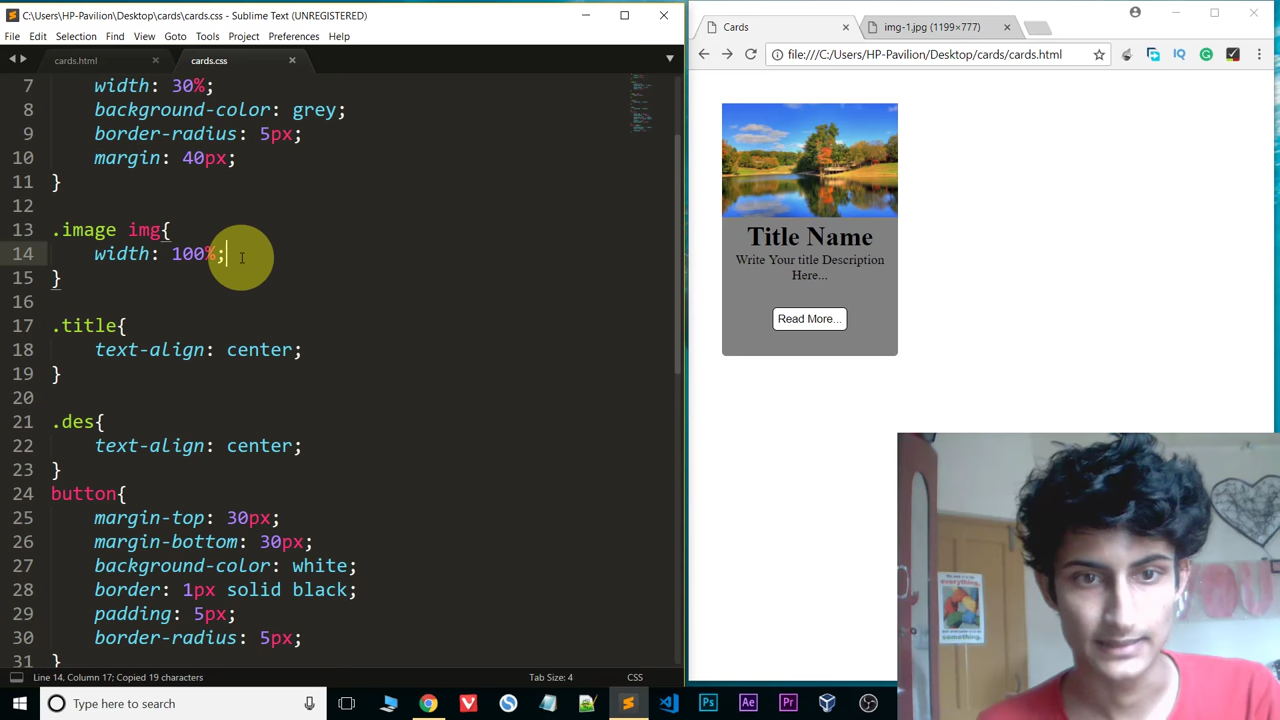 C:\Users\HP-Pavilion\Desktop\cards\cards.css - Sublime Text (UNREGISTERED)
File Edit Selection Find View Goto Tools Project Preferences Help
cards.html
cards.css
7 width: 30%;
8 background-color: grey;
9 border-radius: 5px;
10 margin: 40px;
11 }
12
13 .image img{
14 width: 100%;
15 }
16
17 .title{
18 text-align: center;
19 }
20
21 .des{
22 text-align: center;
23 }
24 button{
25 margin-top: 30px;
26 margin-bottom: 30px;
27 background-color: white;
28 border: 1px solid black;
29 padding: 5px;
30 border-radius: 5px;
31 }
Line 14, Column 17; Copied 19 characters
Tab Size: 4
CSS
Cards
img-1.jpg (1199×777)
file:///C:/Users/HP-Pavilion/Desktop/cards/cards.html
IQ
Title Name
Write Your title Description
Here...
Read More...
everything.
something.
Type here to search
Ps
Ae
Pr